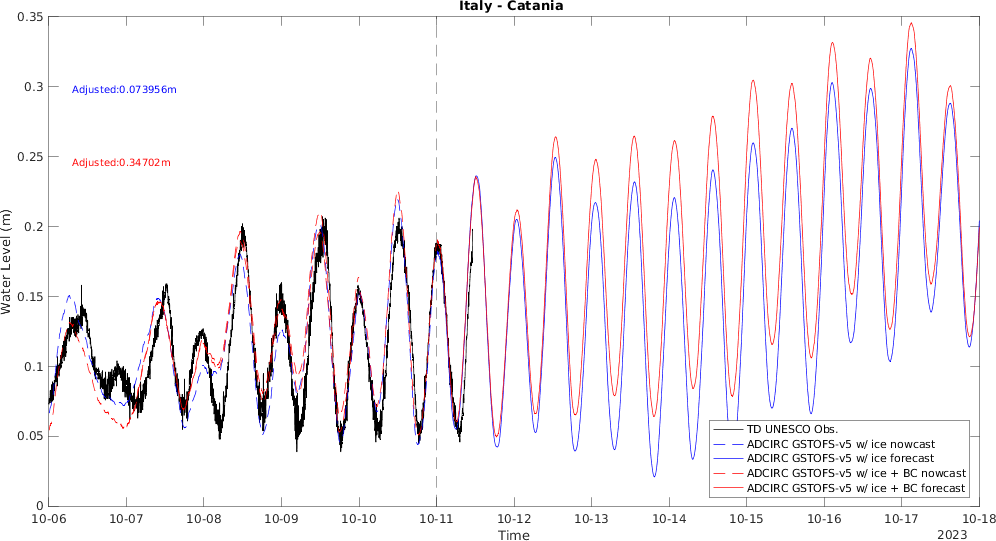 Italy - Catania
0.35
0.3
0.25
0.2
0.15
0.1
0.05
0
Water Level (m)
Adjusted:0.073956m
Adjusted:0.34702m
TD UNESCO Obs.
ADCIRC GSTOFS-v5 w/ ice nowcast
ADCIRC GSTOFS-v5 w/ ice forecast
ADCIRC GSTOFS-v5 w/ ice + BC nowcast
ADCIRC GSTOFS-v5 w/ ice + BC forecast
10-06 10-07 10-08 10-09 10-10 10-11 10-12 10-13 10-14 10-15 10-16 10-17 10-18
Time
2023